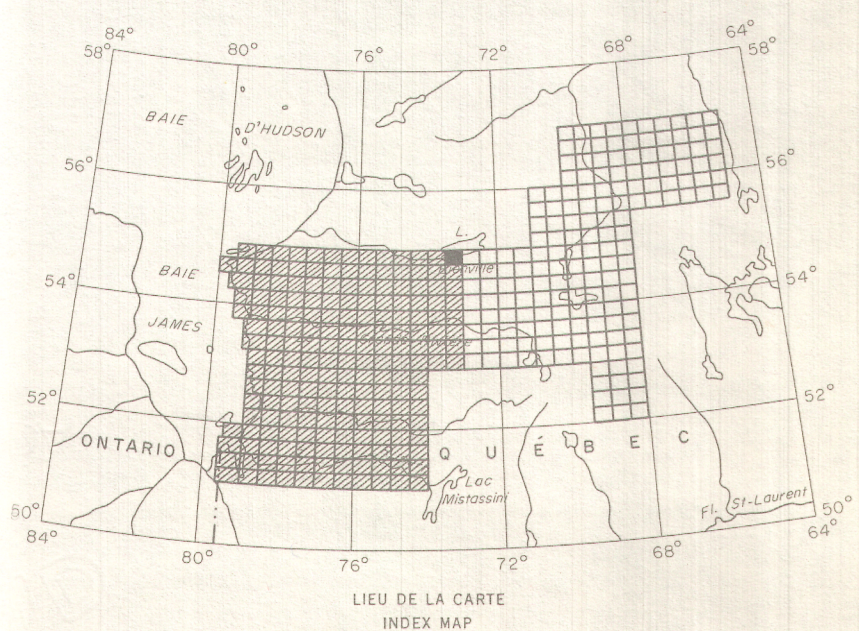 84°
80°
76°
72°
68°
64°
58°
58°
BAIE
D'HUDSON
56°
56°
L.
Bienville
BAIE
54°
54°
JAMES
52°
52°
ONTARIO
QUÉBEC
Lac
Mistassini
Fl. St-Laurent
50°
50°
84°
80°
76°
72°
68°
64°
LIEU DE LA CARTE
INDEX MAP